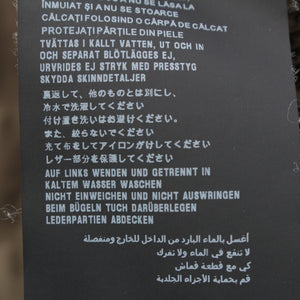 ÎNMUIAT ȘI A NU SE STOARCE
CĂLCAȚI FOLOSIND O CÂRPĂ DE CĂLCAT
PROTEJAȚI PĂRȚILE DIN PIELE
TVÄTTAS I KALLT VATTEN, UT OCH IN
OCH SEPARAT BLÖTLÄGGES EJ,
URVRIDES EJ STRYK MED PRESSTYG
SKYDDA SKINNDETALJER
裏返して、他のものとは別にし、
冷水で洗濯してください
付け置き洗いはお避けください。
また、絞らないでください
充て布をしてアイロンがけしてください
レザー部分を保護してください
AUF LINKS WENDEN UND GETRENNT IN
KALTEM WASSER WASCHEN
NICHT EINWEICHEN UND NICHT AUSWRINGEN
BEIM BÜGELN TUCH DARÜBERLEGEN
LEDERPARTIEN ABDECKEN
أغسل بالماء البارد من الداخل للخارج ومنفصلة
لا تنقع في الماء ولا تفرك
كي مع قطعة قماش
قم بحماية الأجزاء الجلدية